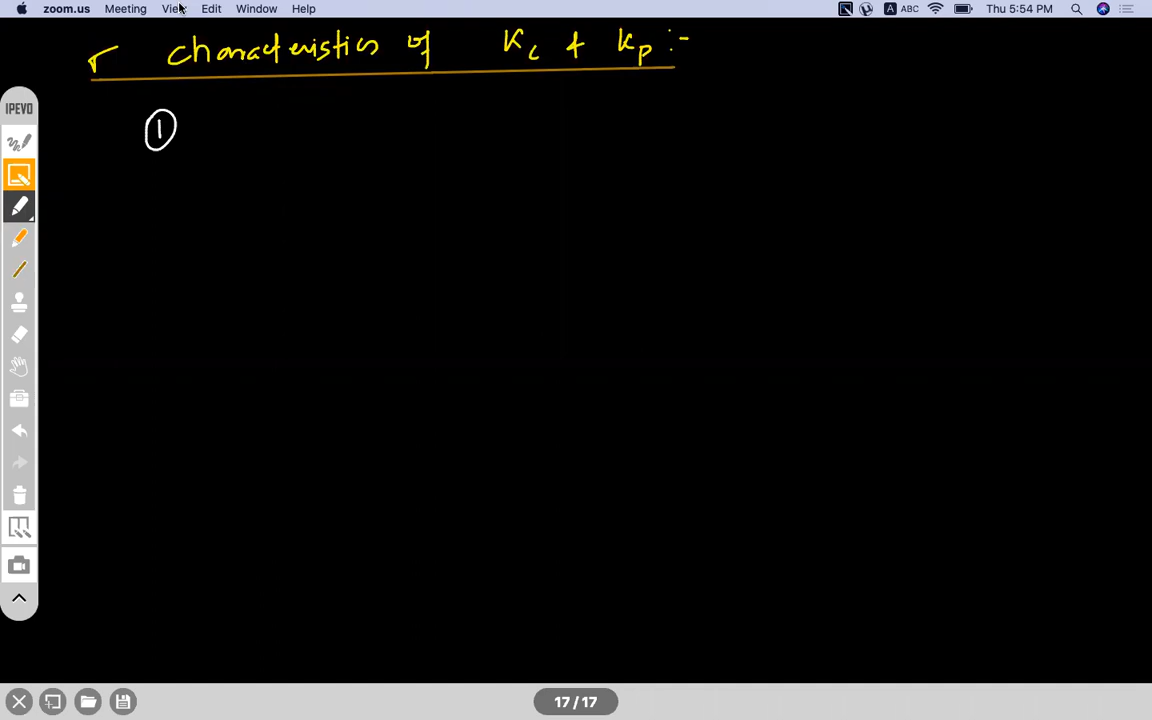 zoom.us Meeting View Edit Window Help A ABC Thu 5:54 PM
characteristics of Kc & Kp :-
IPEVO
①
17/17